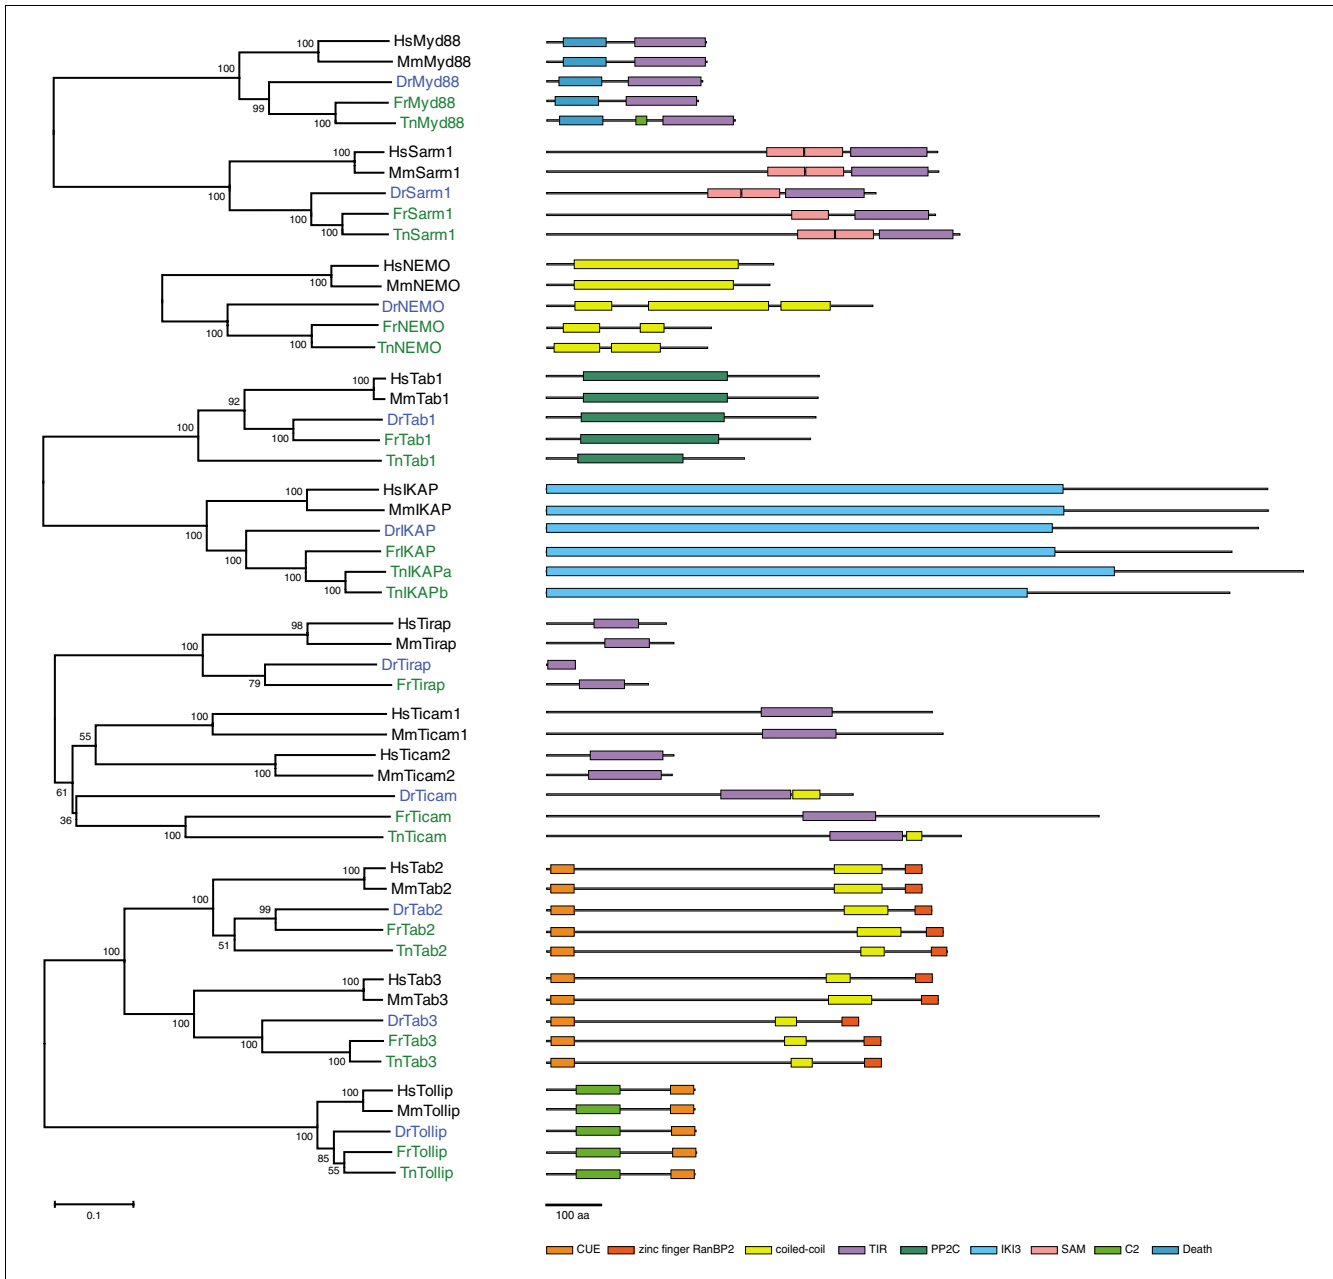 100 HsMyd88
100 MmMyd88
DrMyd88
99 FrMyd88
100 TnMyd88
100 HsSarm1
MmSarm1
100 DrSarm1
100 FrSarm1
100 TnSarm1
HsNEMO
100 MmNEMO
DrNEMO
100 FrNEMO
100 TnNEMO
100 HsTab1
92 MmTab1
100 DrTab1
100 FrTab1
TnTab1
100 HsIKAP
MmIKAP
100 DrIKAP
100 FrIKAP
100 TnIKAPa
100 TnIKAPb
98 HsTirap
100 MmTirap
DrTirap
79 FrTirap
100 HsTicam1
55 MmTicam1
HsTicam2
100 MmTicam2
61 DrTicam
36 FrTicam
100 TnTicam
100 HsTab2
MmTab2
100 99 DrTab2
FrTab2
100 51 TnTab2
100 HsTab3
MmTab3
100 DrTab3
100 FrTab3
100 TnTab3
100 HsTollip
MmTollip
100 DrTollip
85 FrTollip
55 TnTollip
0.1 100 aa
CUE zinc finger RanBP2 coiled-coil TIR PP2C IKI3 SAM C2 Death